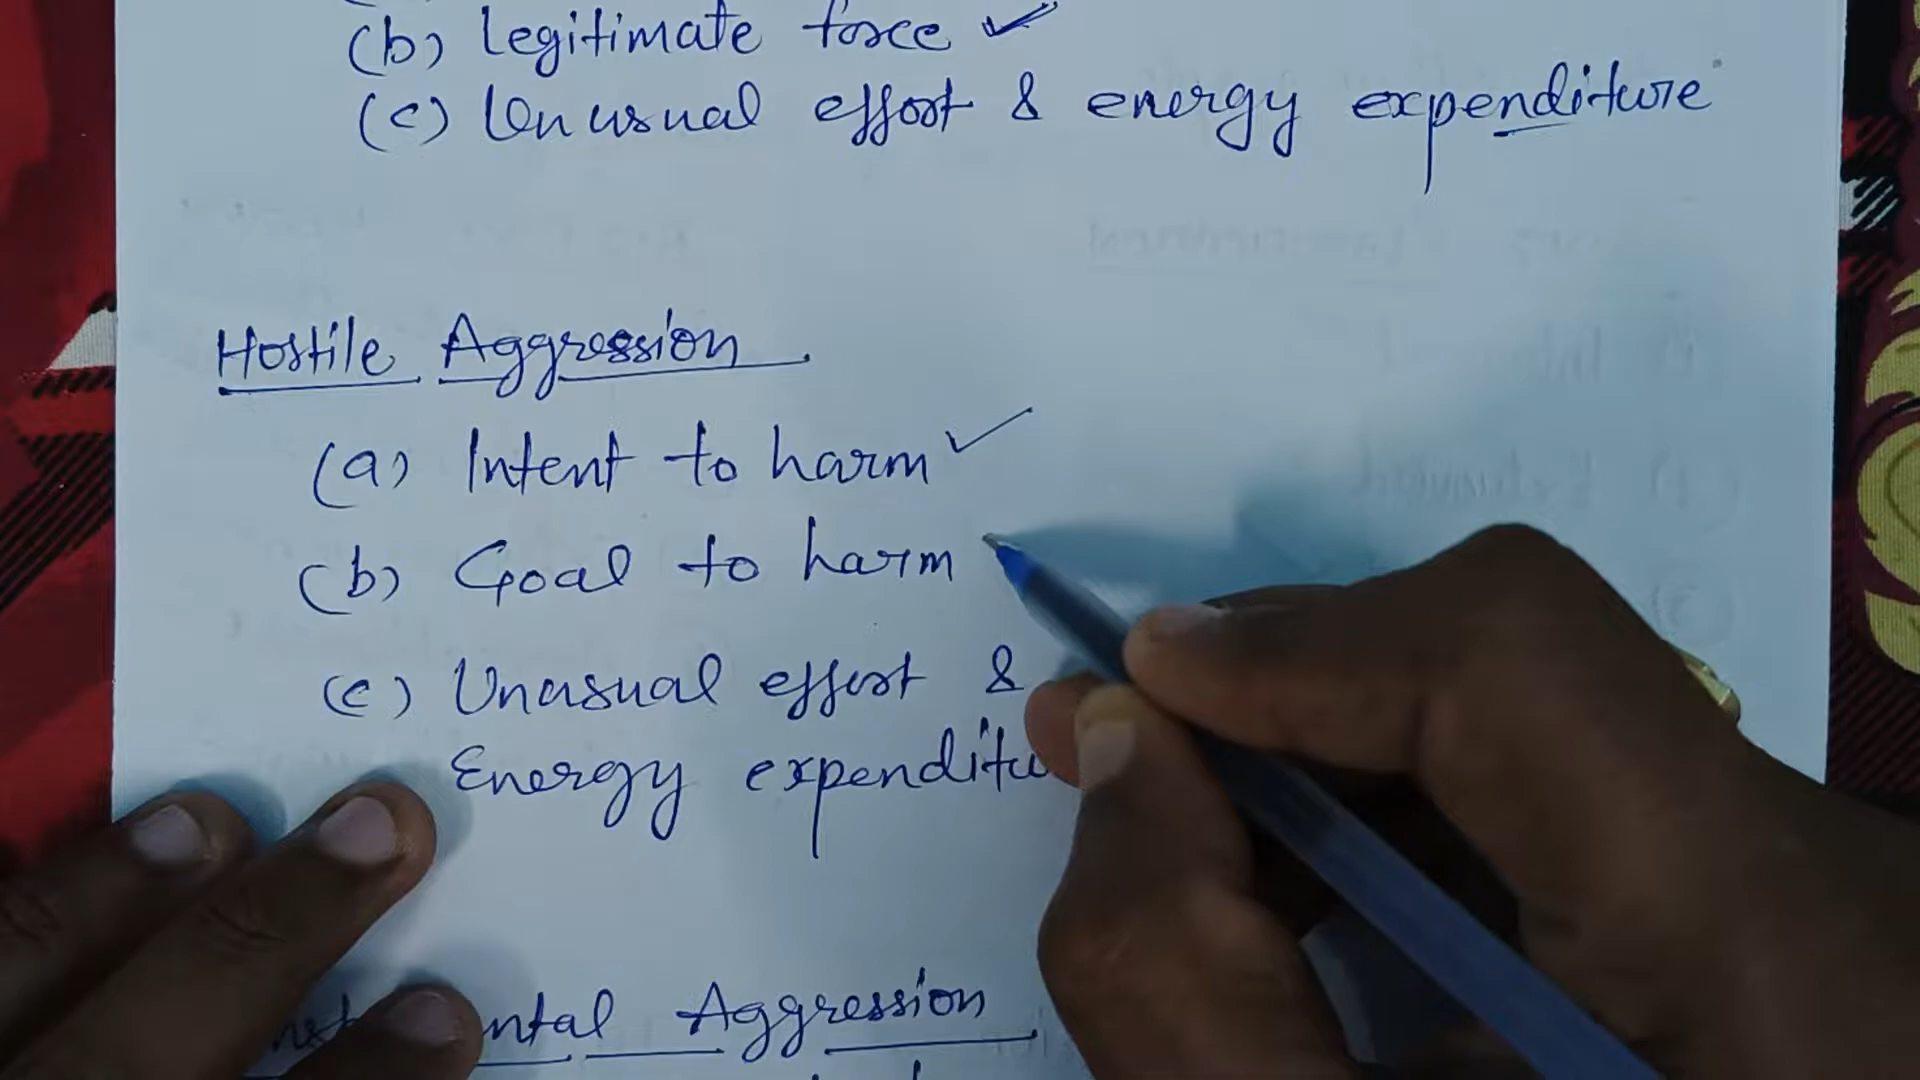 (b) Legitimate force
(c) Unusual effort & energy expenditure
Hostile Aggression
(a) Intent to harm
(b) Goal to harm
(c) Unusual effort &
Energy expenditu
Aggression